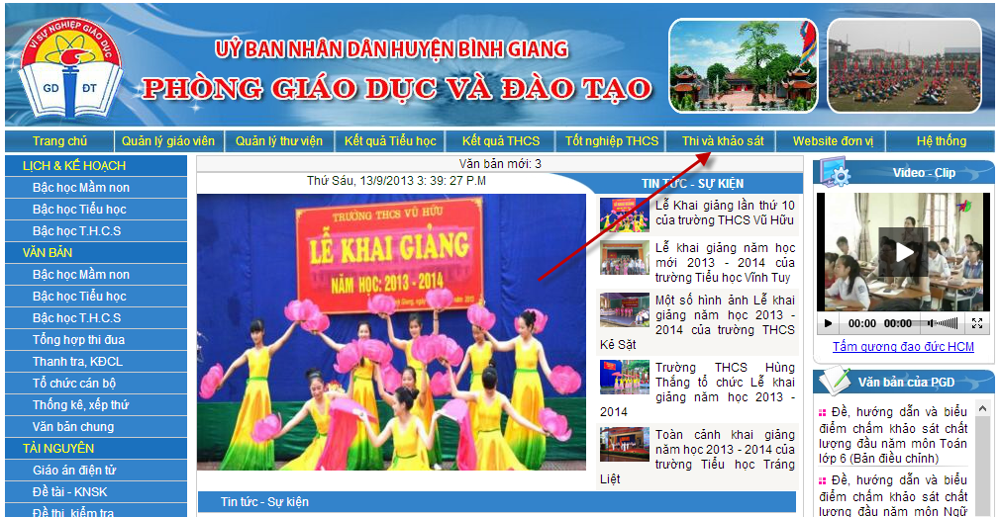 VÌ SỰ NGHIỆP GIÁO DỤC
GD ĐT
UỶ BAN NHÂN DÂN HUYỆN BÌNH GIANG
PHÒNG GIÁO DỤC VÀ ĐÀO TẠO
Trang chủ Quản lý giáo viên Quản lý thư viện Kết quả Tiểu học Kết quả THCS Tốt nghiệp THCS Thi và khảo sát Website đơn vị Hệ thống
LỊCH & KẾ HOẠCH
Bậc học Mầm non
Bậc học Tiểu học
Bậc học T.H.C.S
VĂN BẢN
Bậc học Mầm non
Bậc học Tiểu học
Bậc học T.H.C.S
Tổng hợp thi đua
Thanh tra, KĐCL
Tổ chức cán bộ
Thống kê, xếp thứ
Văn bản chung
TÀI NGUYÊN
Giáo án điện tử
Đề tài - KNSK
Đề thi, kiểm tra
Văn bản mới: 3
Thứ Sáu, 13/9/2013 3: 39: 27 P.M
TRƯỜNG THCS VŨ HỮU
LỄ KHAI GIẢNG
NĂM HỌC: 2013 - 2014
Tin tức - Sự kiện
TIN TỨC - SỰ KIỆN
Lễ Khai giảng lần thứ 10
của trường THCS Vũ Hữu
Lễ khai giảng năm học
mới 2013 - 2014 của
trường Tiểu học Vĩnh Tuy
Một số hình ảnh Lễ khai
giảng năm học 2013 -
2014 của trường THCS
Kẻ Sặt
Trường THCS Hùng
Thắng tổ chức Lễ khai
giảng năm học 2013 -
2014
Toàn cảnh khai giảng
năm học 2013 - 2014 của
trường Tiểu học Tráng
Liệt
Video - Clip
00:00 00:00
Tấm gương đạo đức HCM
Văn bản của PGD
Đề, hướng dẫn và biểu
điểm chấm khảo sát chất
lượng đầu năm môn Toán
lớp 6 (Bản điều chỉnh)
Đề, hướng dẫn và biểu
điểm chấm khảo sát chất
lượng đầu năm môn Ngữ